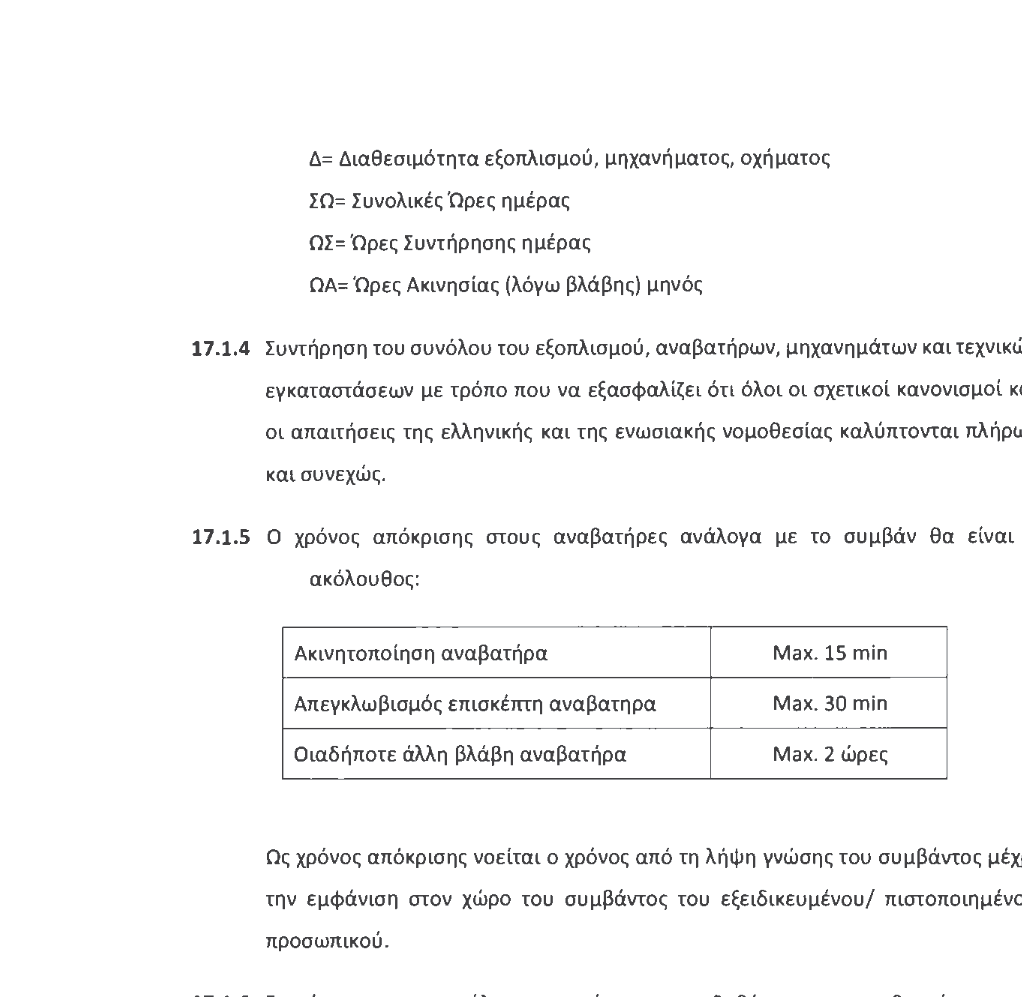 Δ= Διαθεσιμότητα εξοπλισμού, μηχανήματος, οχήματος
ΣΩ= Συνολικές Ώρες ημέρας
ΩΣ= Ώρες Συντήρησης ημέρας
ΩΑ= Ώρες Ακινησίας (λόγω βλάβης) μηνός
17.1.4 Συντήρηση του συνόλου του εξοπλισμού, αναβατήρων, μηχανημάτων και
εγκαταστάσεων με τρόπο που να εξασφαλίζει ότι όλοι οι σχετικοί κανονισμοί
οι απαιτήσεις της ελληνικής και της ενωσιακής νομοθεσίας καλύπτονται
και συνεχώς.
17.1.5 Ο χρόνος απόκρισης στους αναβατήρες ανάλογα με το συμβάν θα είναι
ακόλουθος:
Ακινητοποίηση αναβατήρα Max. 15 min
Απεγκλωβισμός επισκέπτη αναβατηρα Max. 30 min
Οιαδήποτε άλλη βλάβη αναβατήρα Max. 2 ώρες
Ως χρόνος απόκρισης νοείται ο χρόνος από τη λήψη γνώσης του συμβάντος
την εμφάνιση στον χώρο του συμβάντος του εξειδικευμένου/
προσωπικού.